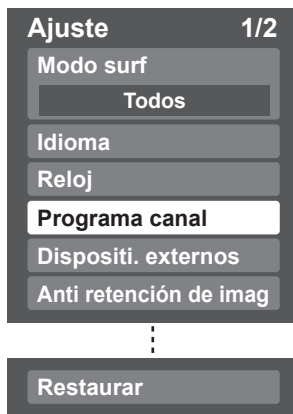 Ajuste 1/2
Modo surf
Todos
Idioma
Reloj
Programa canal
Dispositi. externos
Anti retención de imag
Restaurar